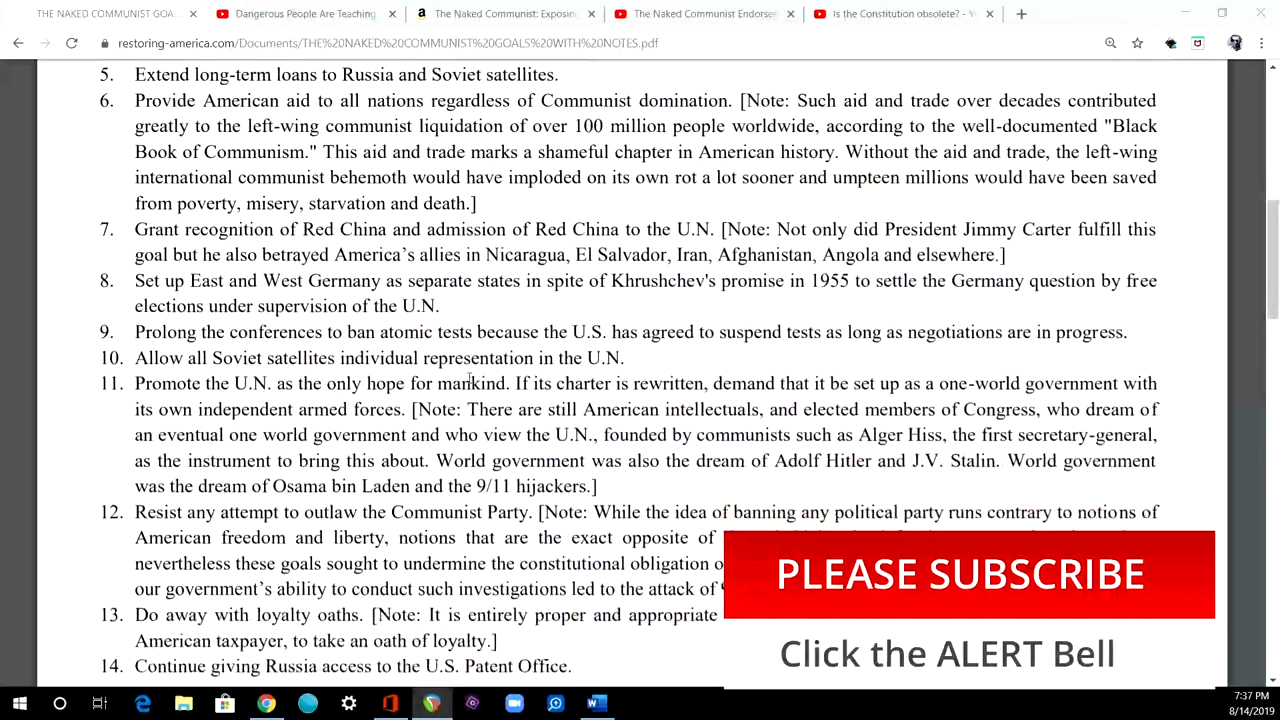 THE NAKED COMMUNIST GOA
Dangerous People Are Teaching
The Naked Communist: Exposin
The Naked Communist Endorse
Is the Constitution obsolete? - Y
restoring-america.com/Documents/THE%20NAKED%20COMMUNIST%20GOALS%20WITH%20NOTES.pdf
5. Extend long-term loans to Russia and Soviet satellites.
6. Provide American aid to all nations regardless of Communist domination. [Note: Such aid and trade over decades contributed
greatly to the left-wing communist liquidation of over 100 million people worldwide, according to the well-documented "Black
Book of Communism." This aid and trade marks a shameful chapter in American history. Without the aid and trade, the left-wing
international communist behemoth would have imploded on its own rot a lot sooner and umpteen millions would have been saved
from poverty, misery, starvation and death.]
7. Grant recognition of Red China and admission of Red China to the U.N. [Note: Not only did President Jimmy Carter fulfill this
goal but he also betrayed America’s allies in Nicaragua, El Salvador, Iran, Afghanistan, Angola and elsewhere.]
8. Set up East and West Germany as separate states in spite of Khrushchev's promise in 1955 to settle the Germany question by free
elections under supervision of the U.N.
9. Prolong the conferences to ban atomic tests because the U.S. has agreed to suspend tests as long as negotiations are in progress.
10. Allow all Soviet satellites individual representation in the U.N.
11. Promote the U.N. as the only hope for mankind. If its charter is rewritten, demand that it be set up as a one-world government with
its own independent armed forces. [Note: There are still American intellectuals, and elected members of Congress, who dream of
an eventual one world government and who view the U.N., founded by communists such as Alger Hiss, the first secretary-general,
as the instrument to bring this about. World government was also the dream of Adolf Hitler and J.V. Stalin. World government
was the dream of Osama bin Laden and the 9/11 hijackers.]
12. Resist any attempt to outlaw the Communist Party. [Note: While the idea of banning any political party runs contrary to notions of
American freedom and liberty, notions that are the exact opposite of
nevertheless these goals sought to undermine the constitutional obligation o
our government’s ability to conduct such investigations led to the attack of
13. Do away with loyalty oaths. [Note: It is entirely proper and appropriate
American taxpayer, to take an oath of loyalty.]
14. Continue giving Russia access to the U.S. Patent Office.
PLEASE SUBSCRIBE
Click the ALERT Bell
7:37 PM
8/14/2019